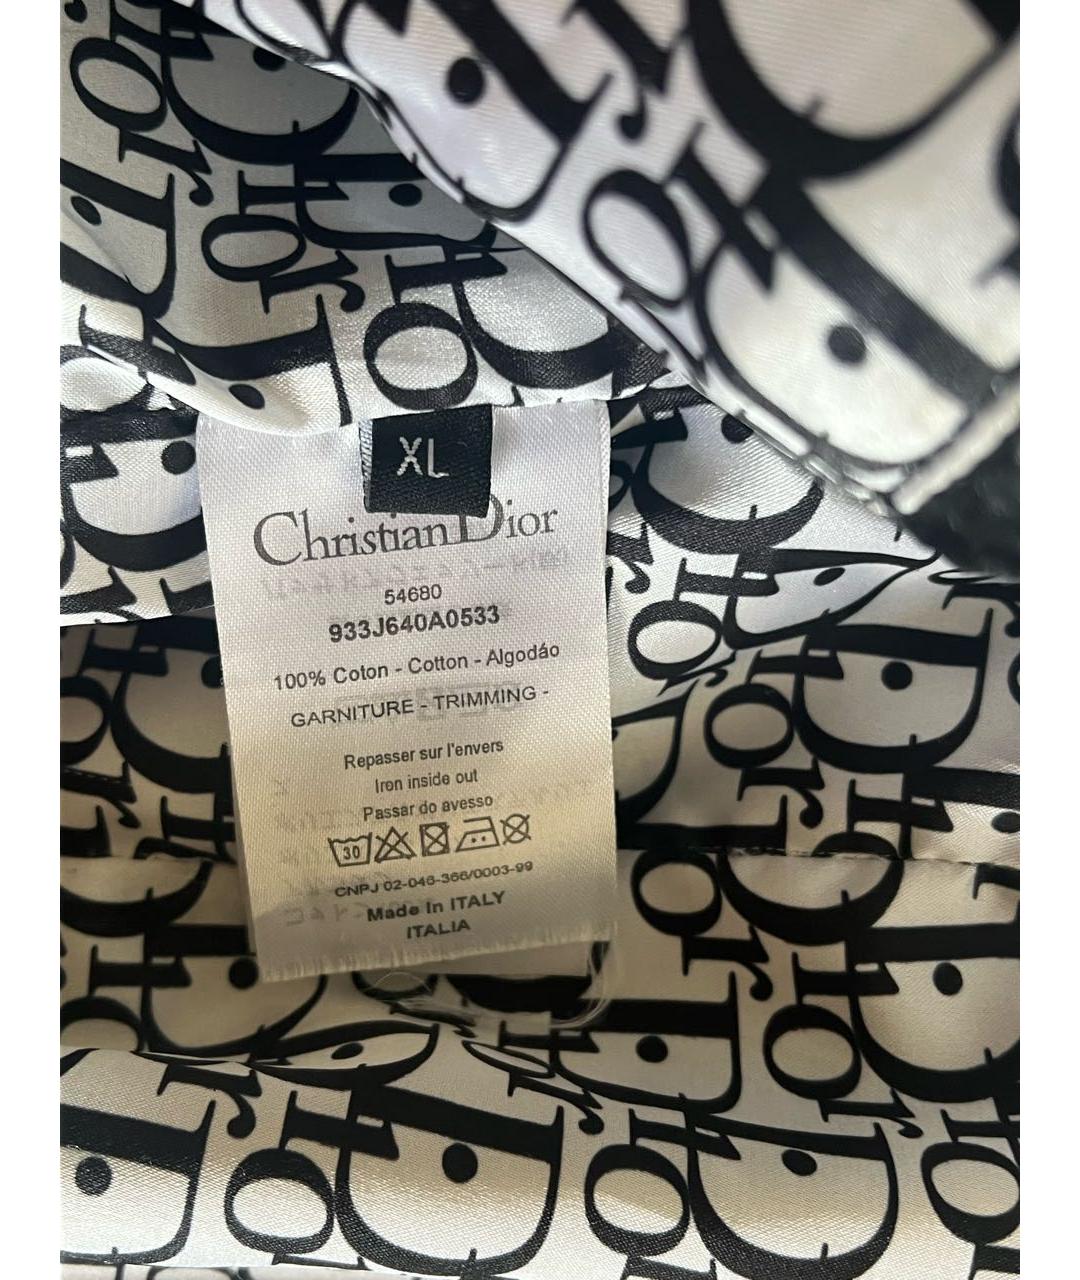 XL
Christian Dior
54680
933J640A0533
100% Coton - Cotton - Algodáo
GARNITURE - TRIMMING -
Repasser sur l'envers
Iron inside out
Passar do avesso
30
CNPJ 02-046-366/0003-99
Made In ITALY
ITALIA